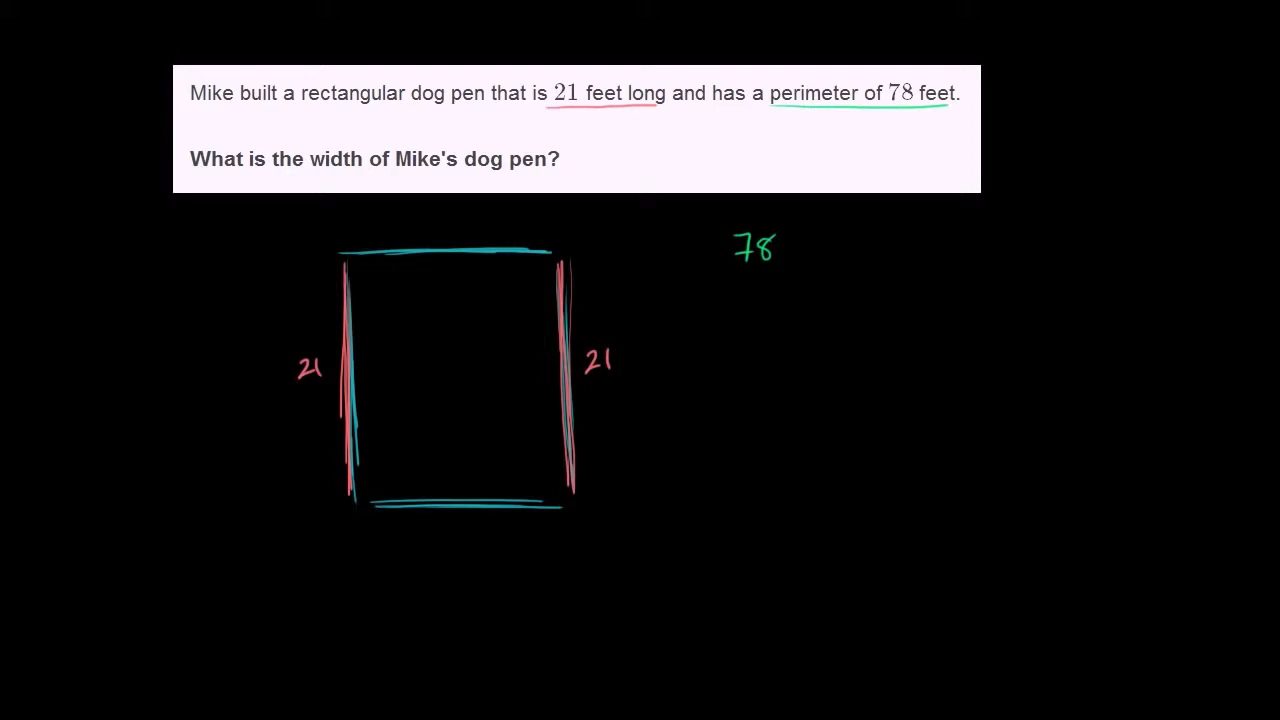 Mike built a rectangular dog pen that is 21 feet long and has a perimeter of 78 feet.
What is the width of Mike's dog pen?
78
21
21